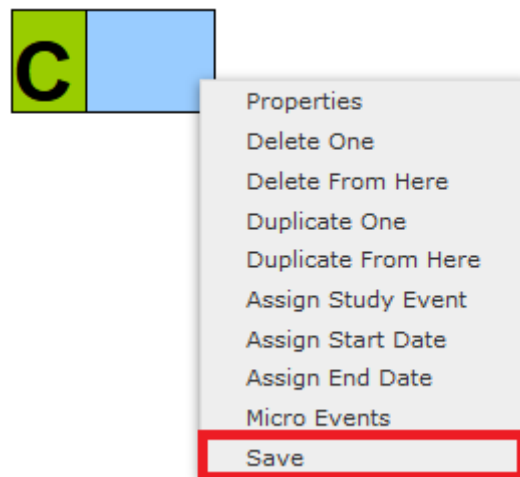 C
Properties
Delete One
Delete From Here
Duplicate One
Duplicate From Here
Assign Study Event
Assign Start Date
Assign End Date
Micro Events
Save